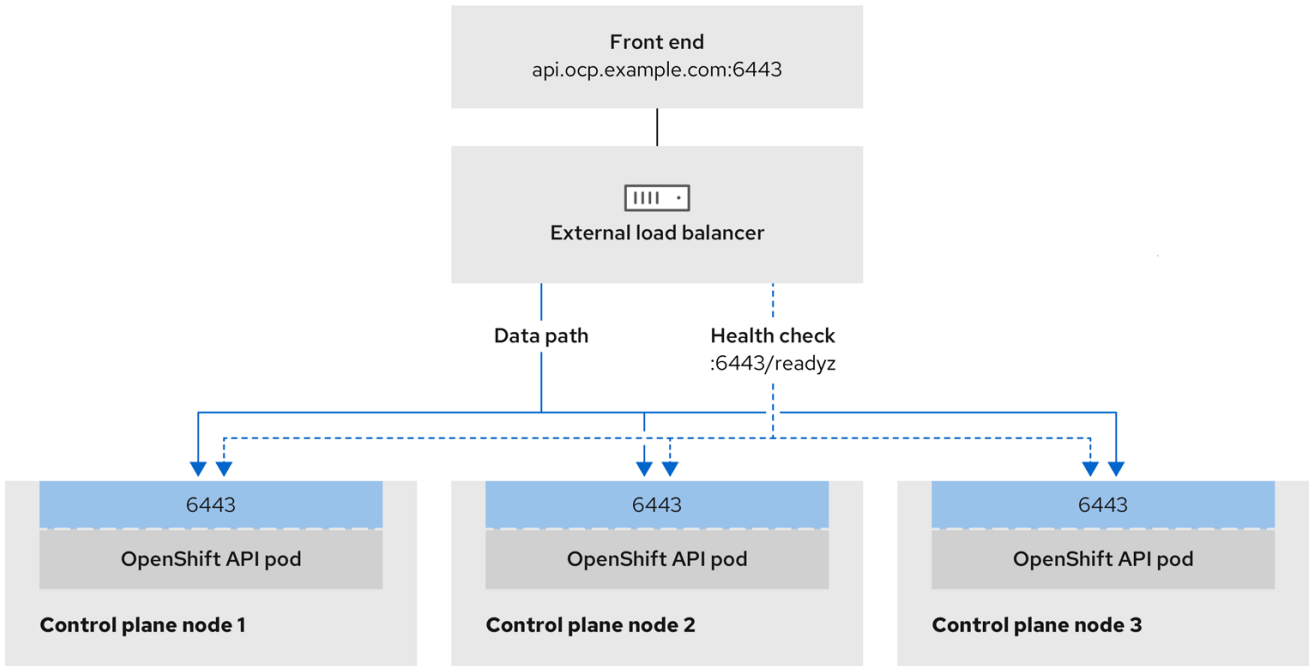 Front end
api.ocp.example.com:6443
External load balancer
Data path
Health check
:6443/readyz
6443
6443
6443
OpenShift API pod
OpenShift API pod
OpenShift API pod
Control plane node 1
Control plane node 2
Control plane node 3